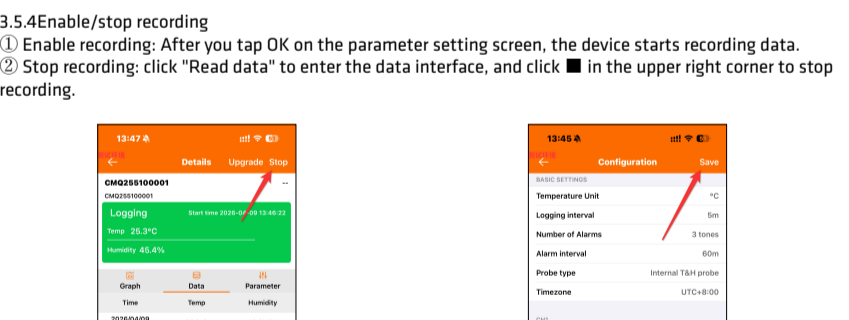 3.5.4Enable/stop recording
① Enable recording: After you tap OK on the parameter setting screen, the device starts recording data.
② Stop recording: click "Read data" to enter the data interface, and click ■ in the upper right corner to stop
recording.
13:47
Details Upgrade Stop
CMQ255100001 --
CMQ255100001
Logging Start time 2026-04-09 13:46:22
Temp 25.3°C
Humidity 45.4%
Graph Data Parameter
Time Temp Humidity
2026/04/09
13:45
Configuration Save
BASIC SETTINGS
Temperature Unit °C
Logging interval 5m
Number of Alarms 3 tones
Alarm interval 60m
Probe type Internal T&H probe
Timezone UTC+8:00
CH1